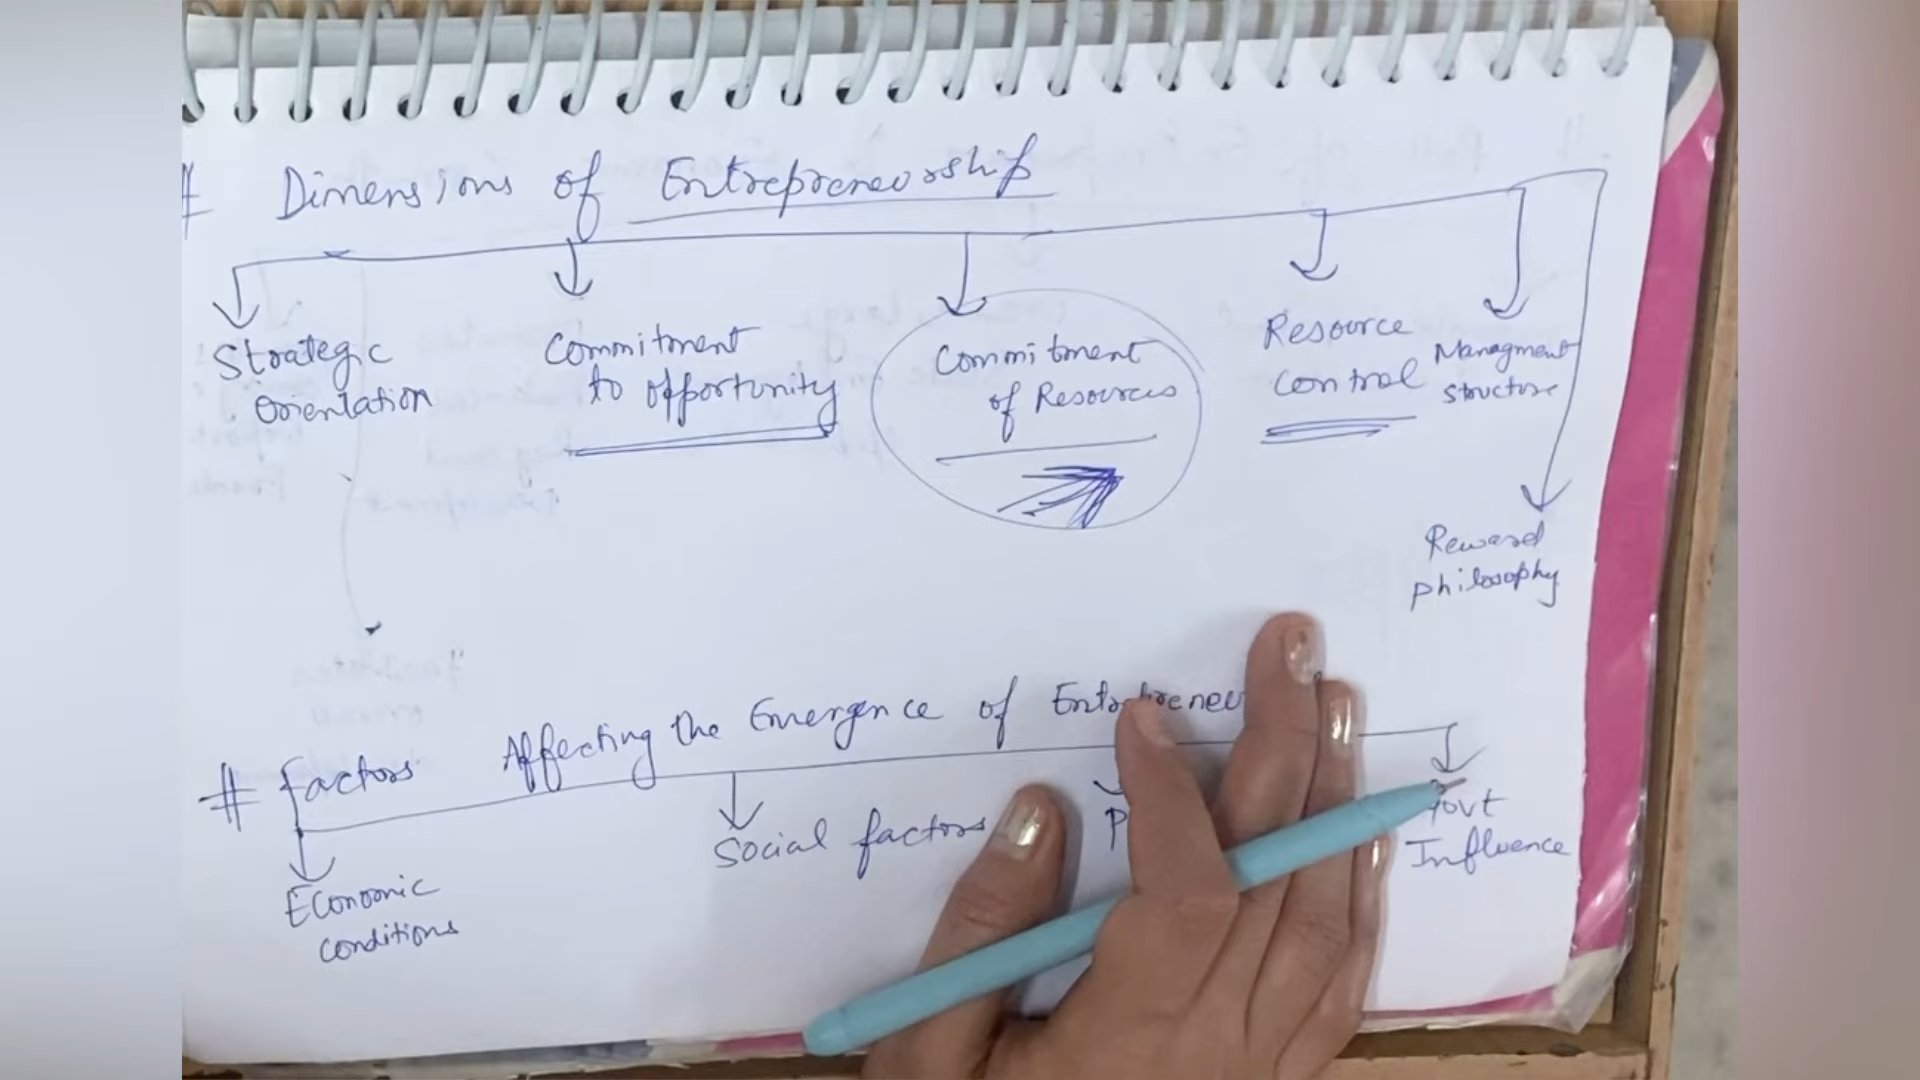 # Dimensions of Entrepreneurship
Strategic
Orientation
Commitment
to opportunity
Commitment
of Resources
Resource
control
Managment
structure
Reward
philosophy
# Factors Affecting the Emergence of
Economic
conditions
Social factors
Govt
Influence